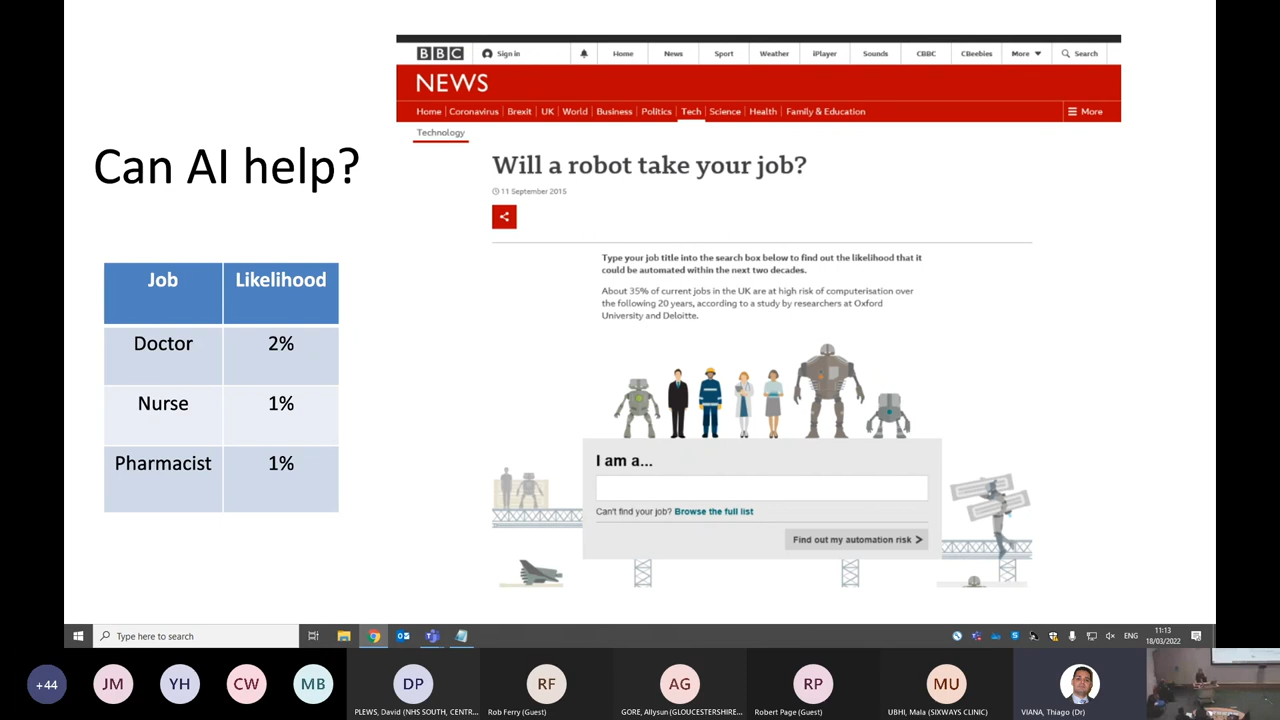 Can AI help?
Job Likelihood
Doctor 2%
Nurse 1%
Pharmacist 1%
BBC Sign in Home News Sport Weather iPlayer Sounds CBBC CBeebies More Search
NEWS
Home Coronavirus Brexit UK World Business Politics Tech Science Health Family & Education More
Technology
Will a robot take your job?
11 September 2015
Type your job title into the search box below to find out the likelihood that it
could be automated within the next two decades.
About 35% of current jobs in the UK are at high risk of computerisation over
the following 20 years, according to a study by researchers at Oxford
University and Deloitte.
I am a...
Can't find your job? Browse the full list
Find out my automation risk
Type here to search
ENG
11:13
18/03/2022
+44 JM YH CW MB DP RF AG RP MU
PLEWS, David (NHS SOUTH, CENTR... Rob Ferry (Guest) GORE, Allysun (GLOUCESTERSHIRE... Robert Page (Guest) UBHI, Mala (SIXWAYS CLINIC) VIANA, Thiago (Dr)